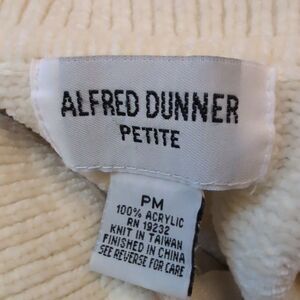 ALFRED DUNNER
PETITE
PM
100% ACRYLIC
RN 19232
KNIT IN TAIWAN
FINISHED IN CHINA
SEE REVERSE FOR CARE